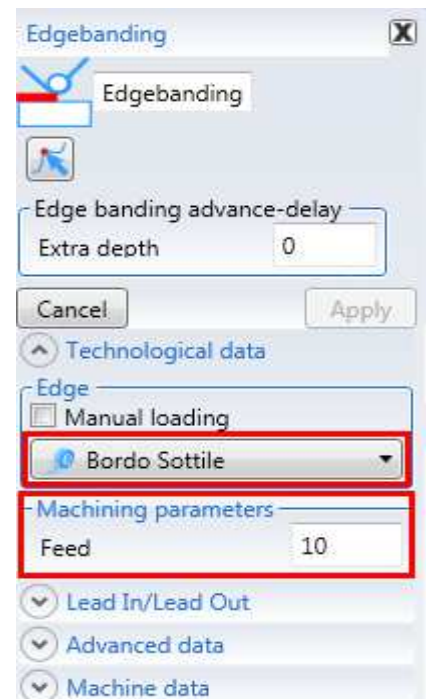 Edgebanding
Edgebanding
Edge banding advance-delay
Extra depth 0
Cancel Apply
Technological data
Edge
Manual loading
Bordo Sottile
Machining parameters
Feed 10
Lead In/Lead Out
Advanced data
Machine data